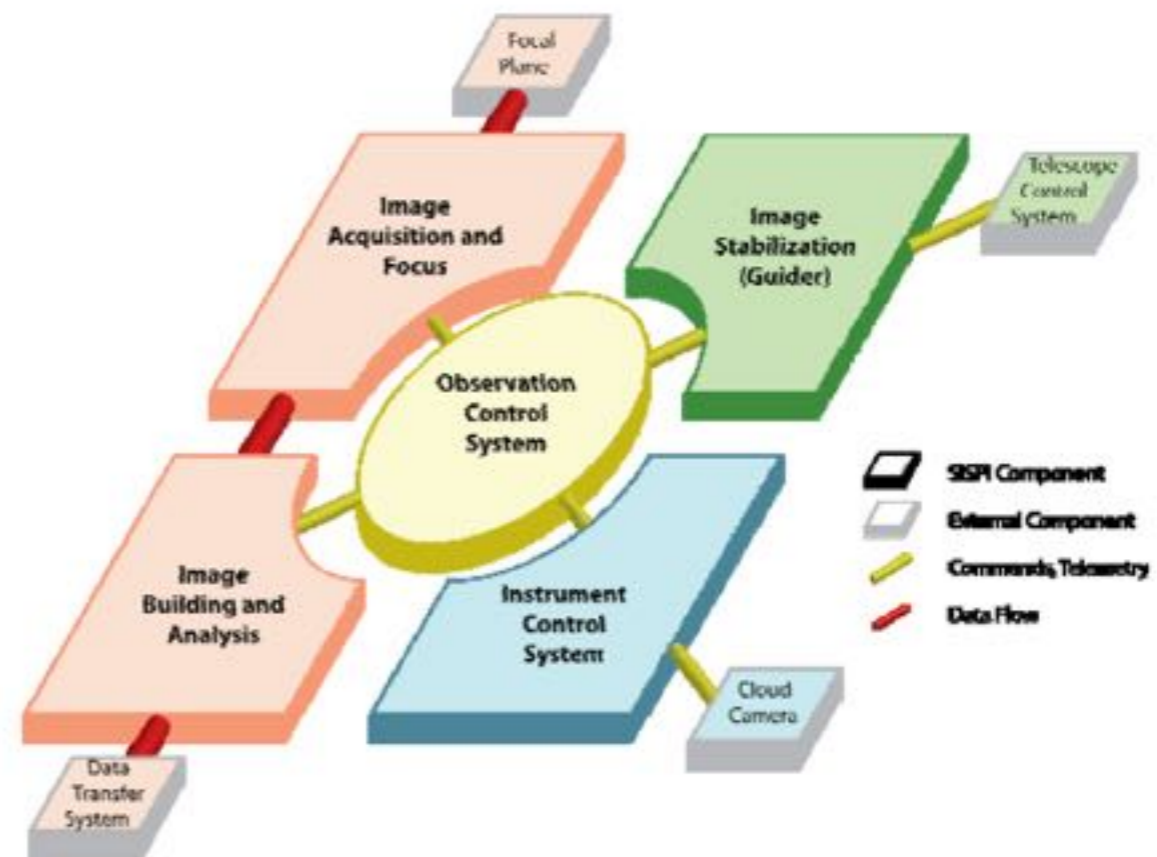 Focal
Plane
Image
Acquisition and
Focus
Image
Stabilization
(Guider)
Telescope
Control
System
Observation
Control
System
Image
Building and
Analysis
Instrument
Control
System
Cloud
Camera
Data
Transfer
System
SISPI Component
External Component
Commands, Telemetry
Data Flow